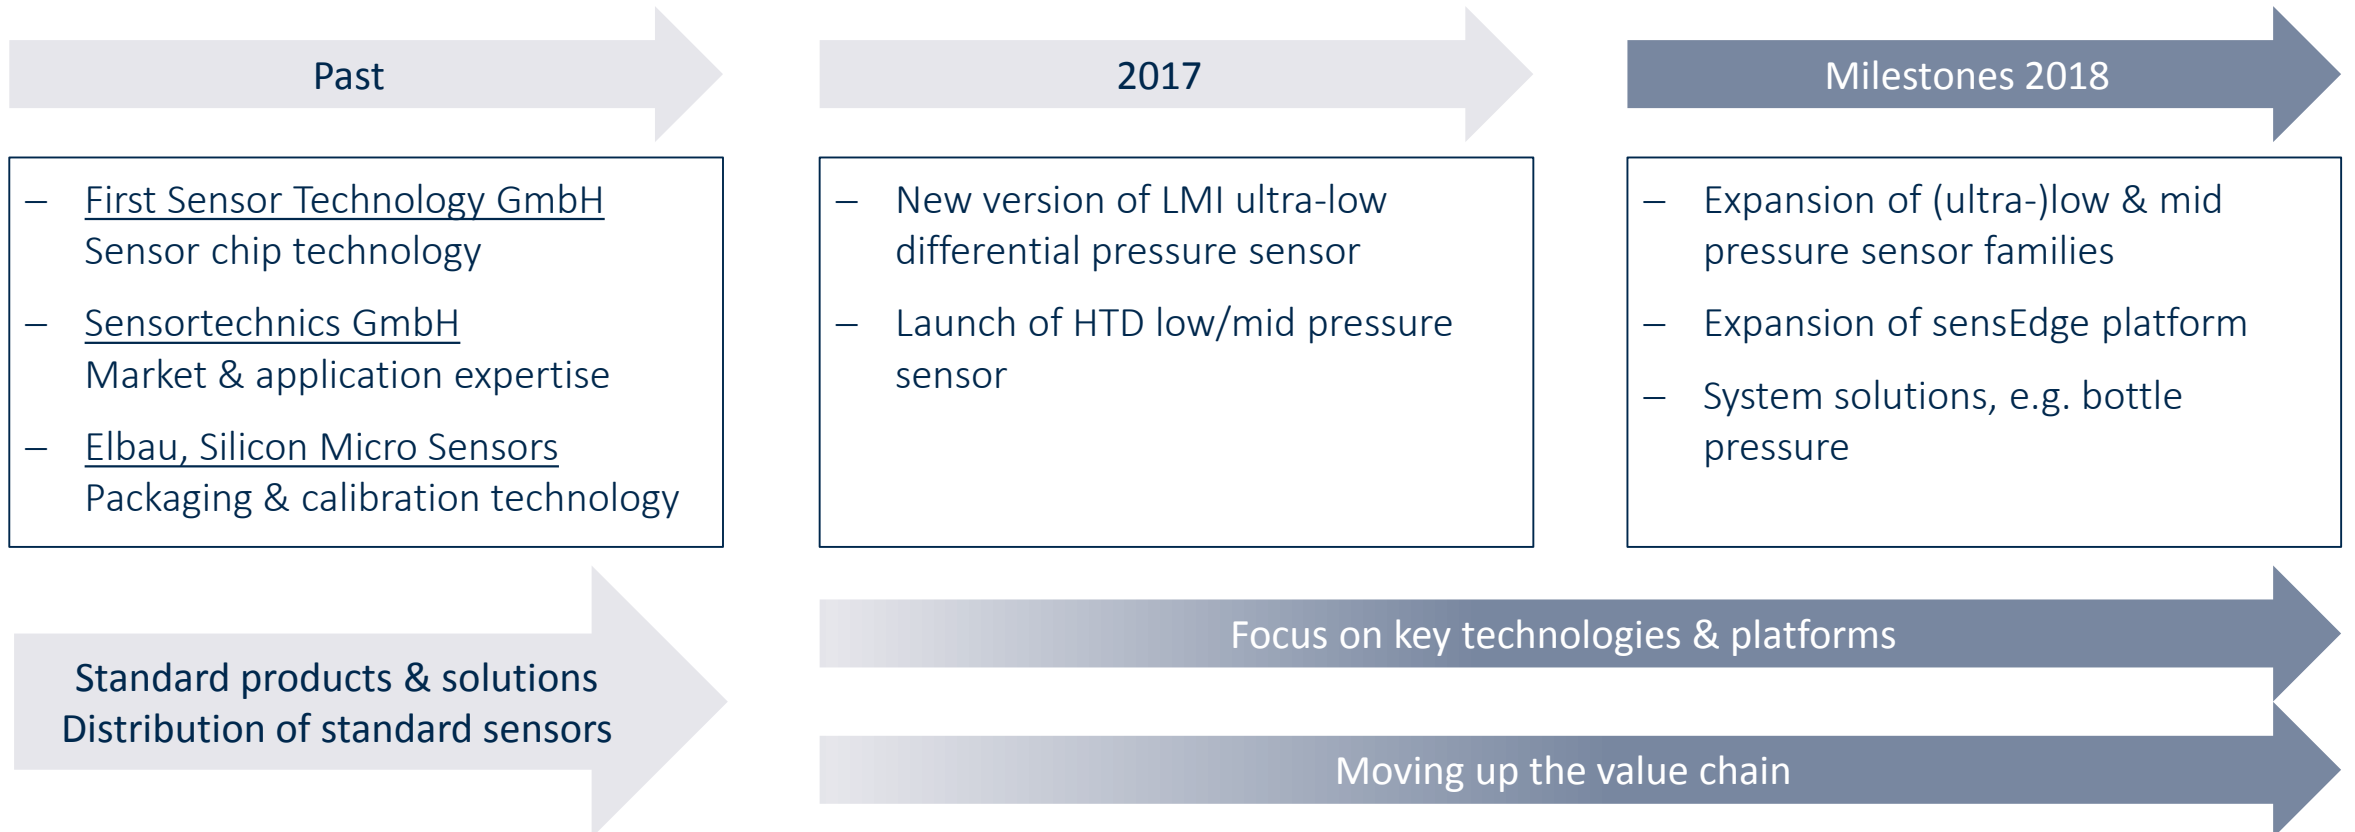 Past
2017
Milestones 2018
– First Sensor Technology GmbH
Sensor chip technology
– Sensortechnics GmbH
Market & application expertise
– Elbau, Silicon Micro Sensors
Packaging & calibration technology
– New version of LMI ultra-low
differential pressure sensor
– Launch of HTD low/mid pressure
sensor
– Expansion of (ultra-)low & mid
pressure sensor families
– Expansion of sensEdge platform
– System solutions, e.g. bottle
pressure
Standard products & solutions
Distribution of standard sensors
Focus on key technologies & platforms
Moving up the value chain